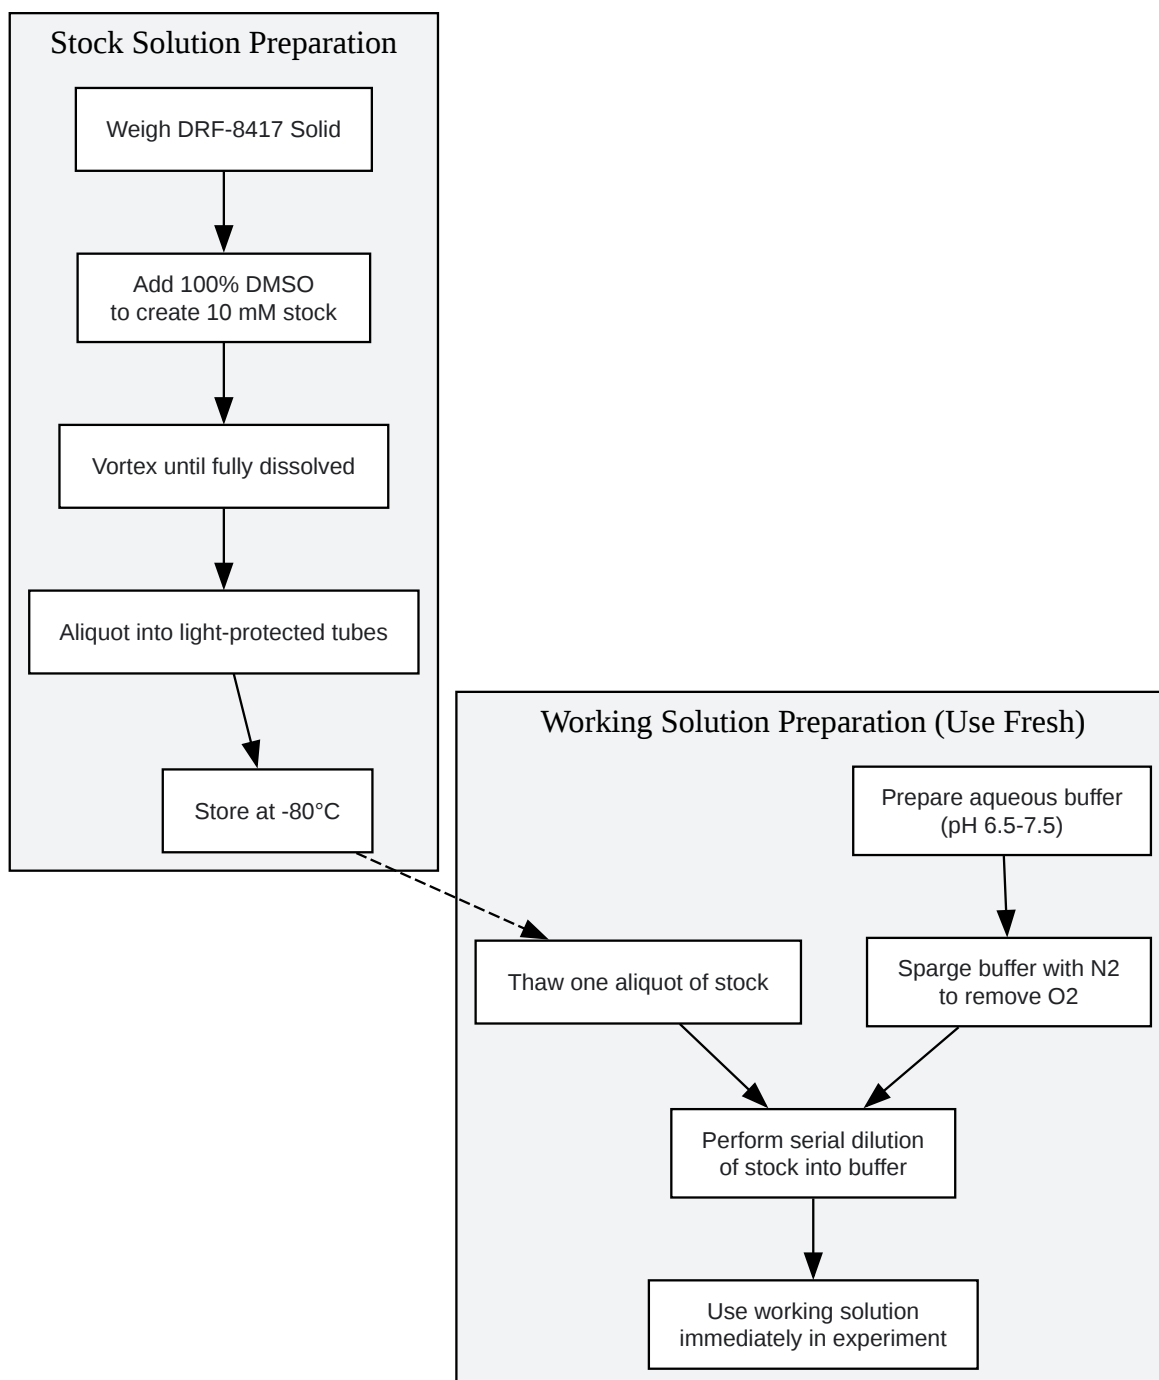 Stock Solution Preparation
Weigh DRF-8417 Solid
Add 100% DMSO
to create 10 mM stock
Vortex until fully dissolved
Aliquot into light-protected tubes
Store at -80°C
Working Solution Preparation (Use Fresh)
Prepare aqueous buffer
(pH 6.5-7.5)
Thaw one aliquot of stock
Sparge buffer with N2
to remove O2
Perform serial dilution
of stock into buffer
Use working solution
immediately in experiment